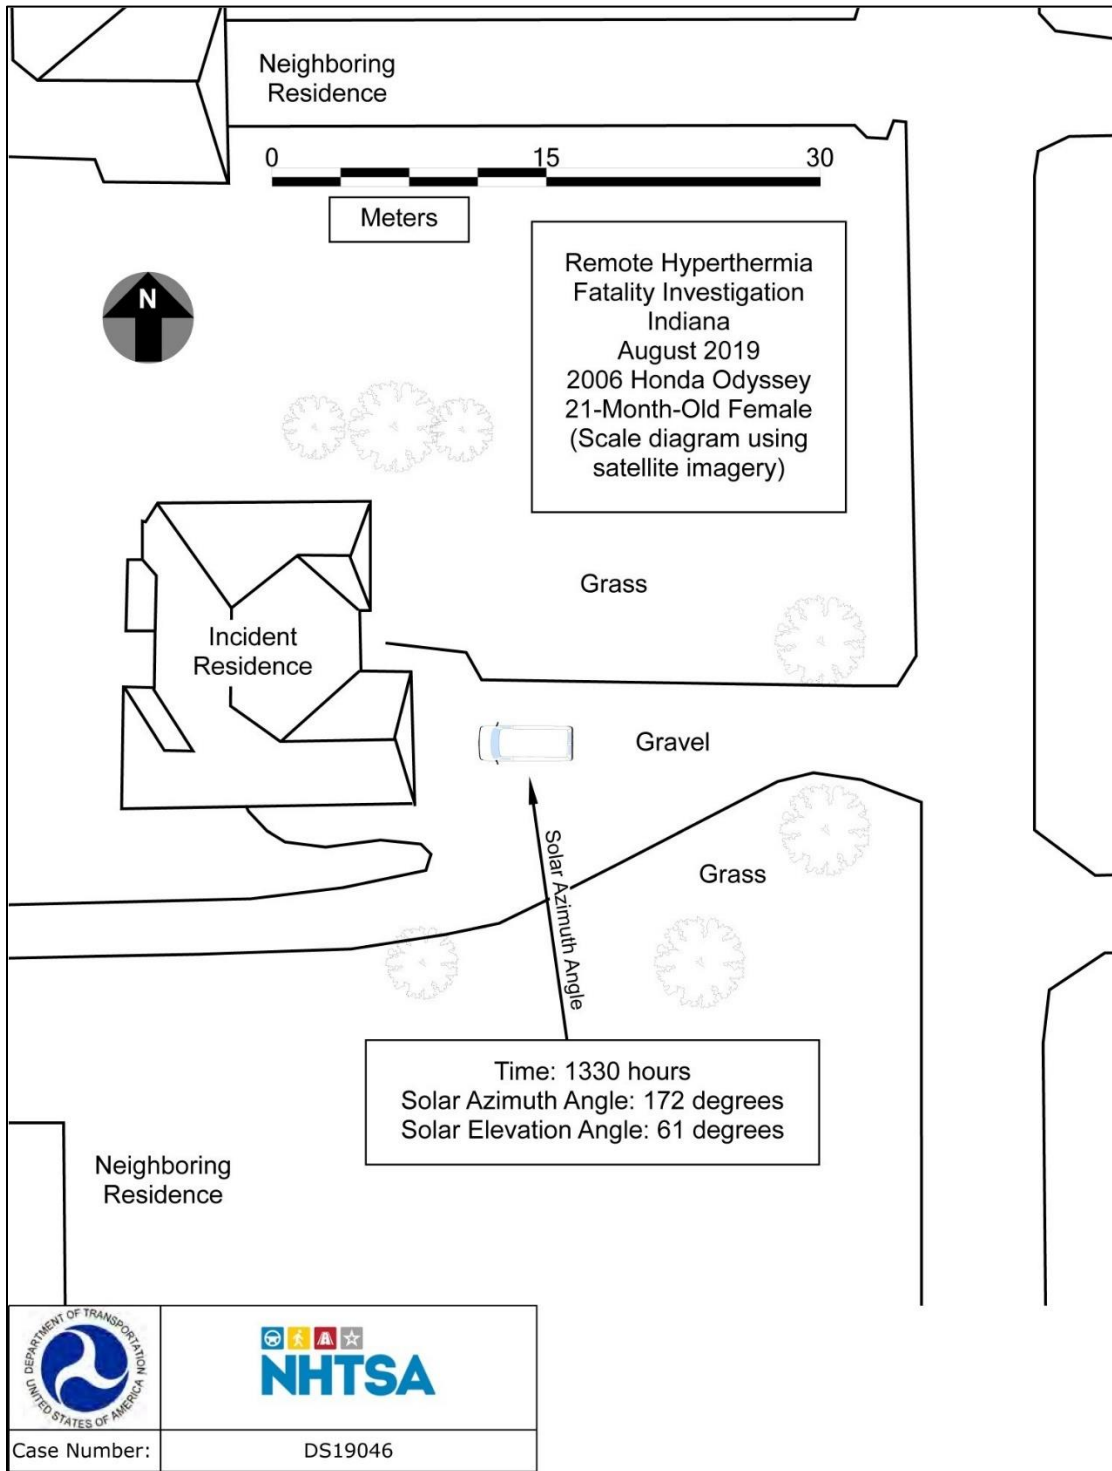 Neighboring
Residence
0 15 30
Meters
N
Remote Hyperthermia
Fatality Investigation
Indiana
August 2019
2006 Honda Odyssey
21-Month-Old Female
(Scale diagram using
satellite imagery)
Grass
Incident
Residence
Gravel
Solar Azimuth Angle
Grass
Time: 1330 hours
Solar Azimuth Angle: 172 degrees
Solar Elevation Angle: 61 degrees
Neighboring
Residence
DEPARTMENT OF TRANSPORTATION
UNITED STATES OF AMERICA
NHTSA
Case Number: DS19046